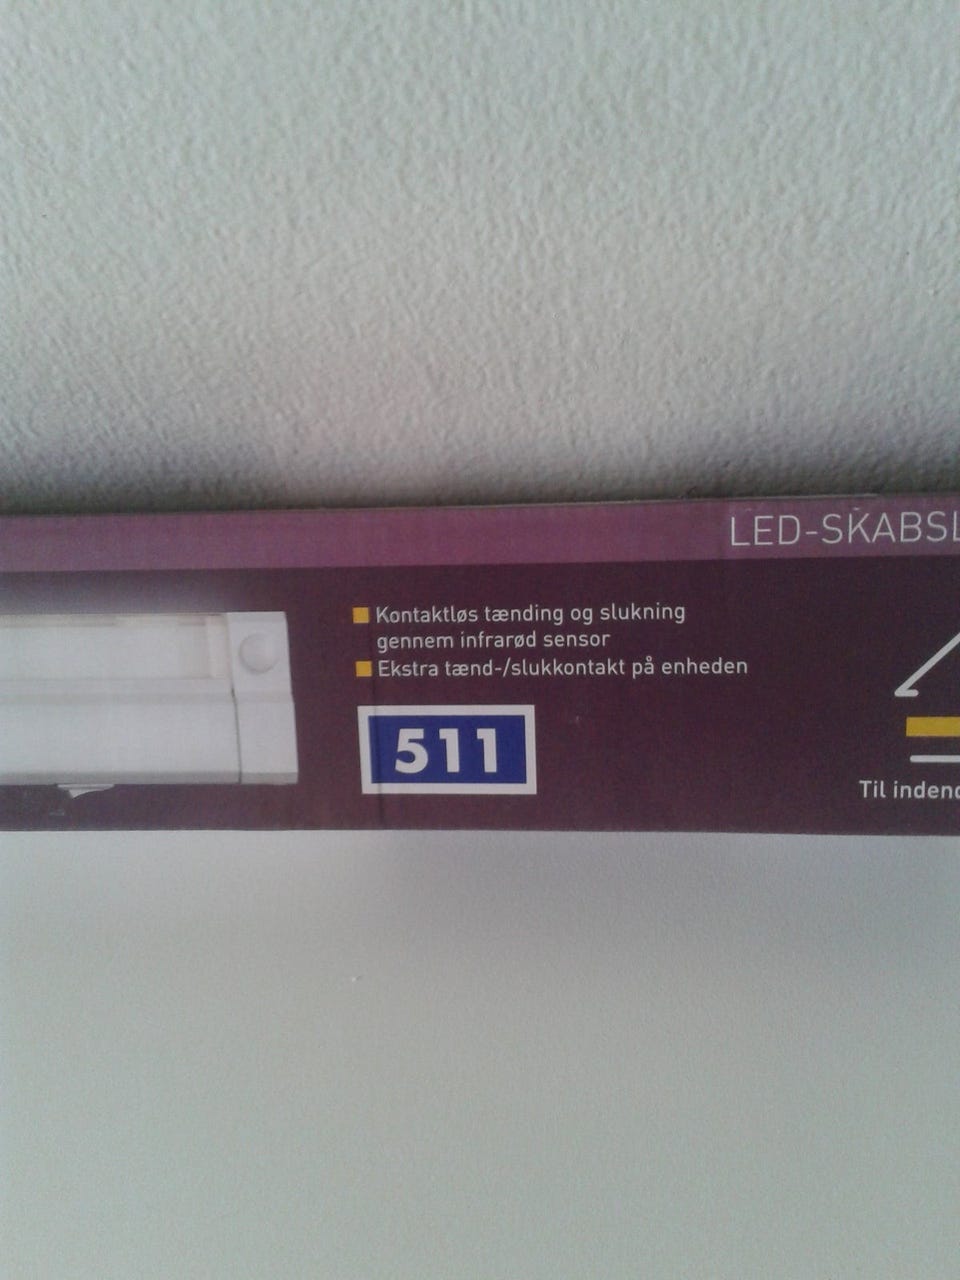 LED-SKABSL
Kontaktløs tænding og slukning
gennem infrarød sensor
Ekstra tænd-/slukkontakt på enheden
511
Til indend